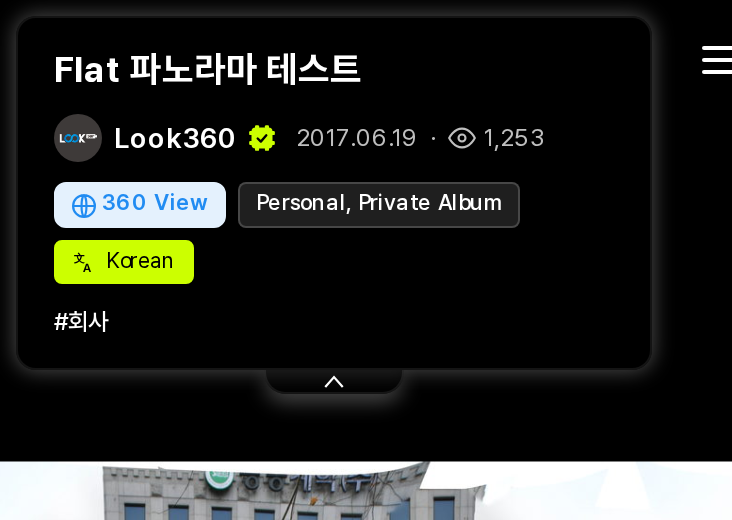 Flat 파노라마 테스트
LOOK
Look360 2017.06.19 · 1,253
360 View Personal, Private Album
Korean
#회사